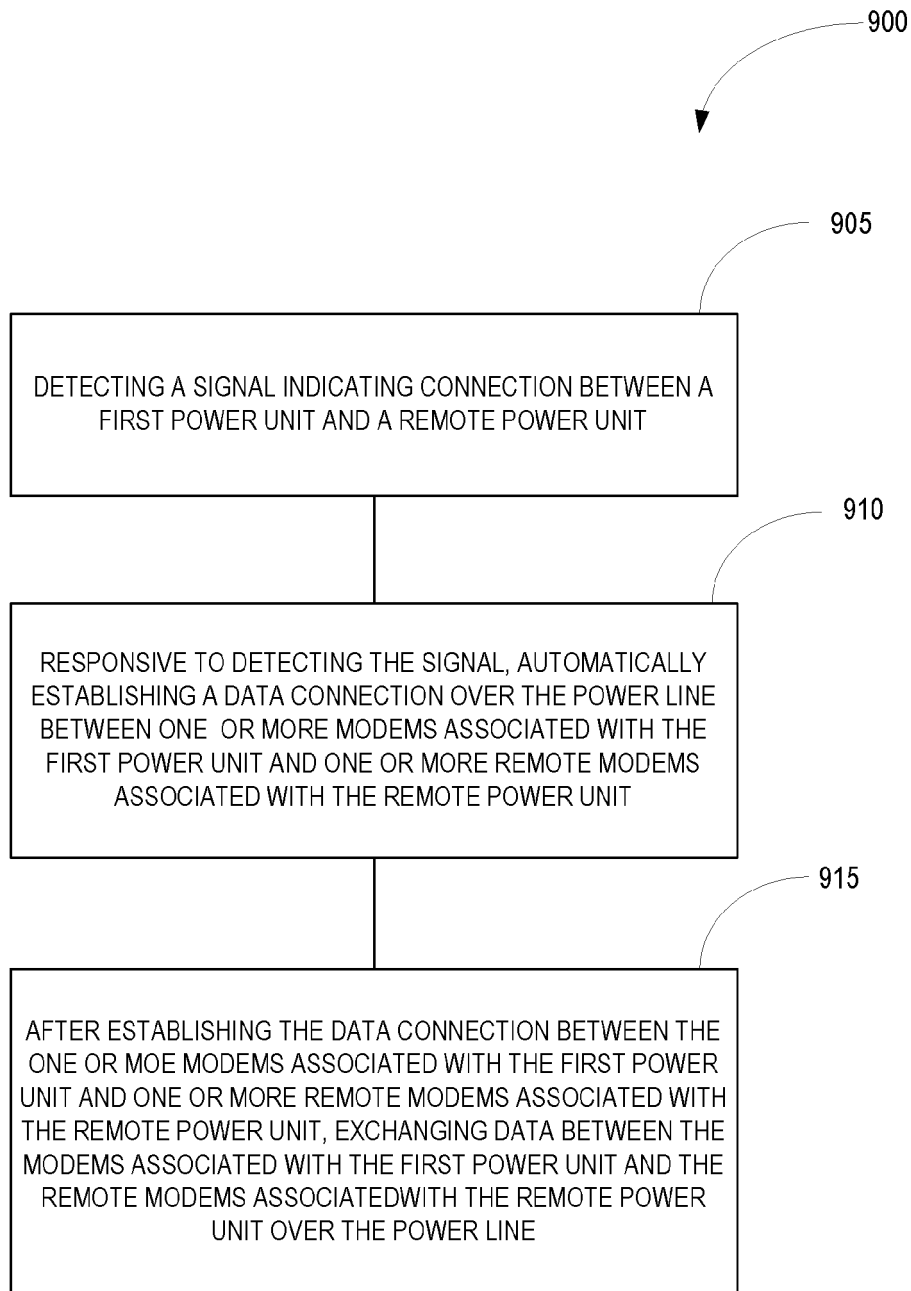 900
905
DETECTING A SIGNAL INDICATING CONNECTION BETWEEN A
FIRST POWER UNIT AND A REMOTE POWER UNIT
910
RESPONSIVE TO DETECTING THE SIGNAL, AUTOMATICALLY
ESTABLISHING A DATA CONNECTION OVER THE POWER LINE
BETWEEN ONE OR MORE MODEMS ASSOCIATED WITH THE
FIRST POWER UNIT AND ONE OR MORE REMOTE MODEMS
ASSOCIATED WITH THE REMOTE POWER UNIT
915
AFTER ESTABLISHING THE DATA CONNECTION BETWEEN THE
ONE OR MOE MODEMS ASSOCIATED WITH THE FIRST POWER
UNIT AND ONE OR MORE REMOTE MODEMS ASSOCIATED WITH
THE REMOTE POWER UNIT, EXCHANGING DATA BETWEEN THE
MODEMS ASSOCIATED WITH THE FIRST POWER UNIT AND THE
REMOTE MODEMS ASSOCIATEDWITH THE REMOTE POWER
UNIT OVER THE POWER LINE